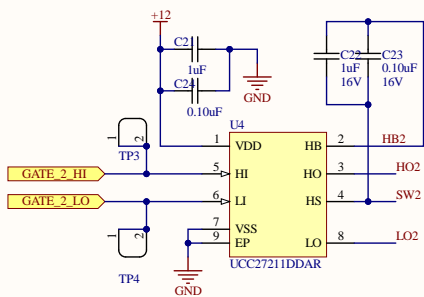 +12
C21
1uF
C24
0.10uF
GND
C22
1uF
16V
C23
0.10uF
16V
U4
1 VDD HB 2 HB2
1 2
TP3
GATE_2_HI 5 HI HO 3 HO2
GATE_2_LO 6 LI HS 4 SW2
1 2
TP4
7 VSS
9 EP LO 8 LO2
UCC27211DDAR
GND